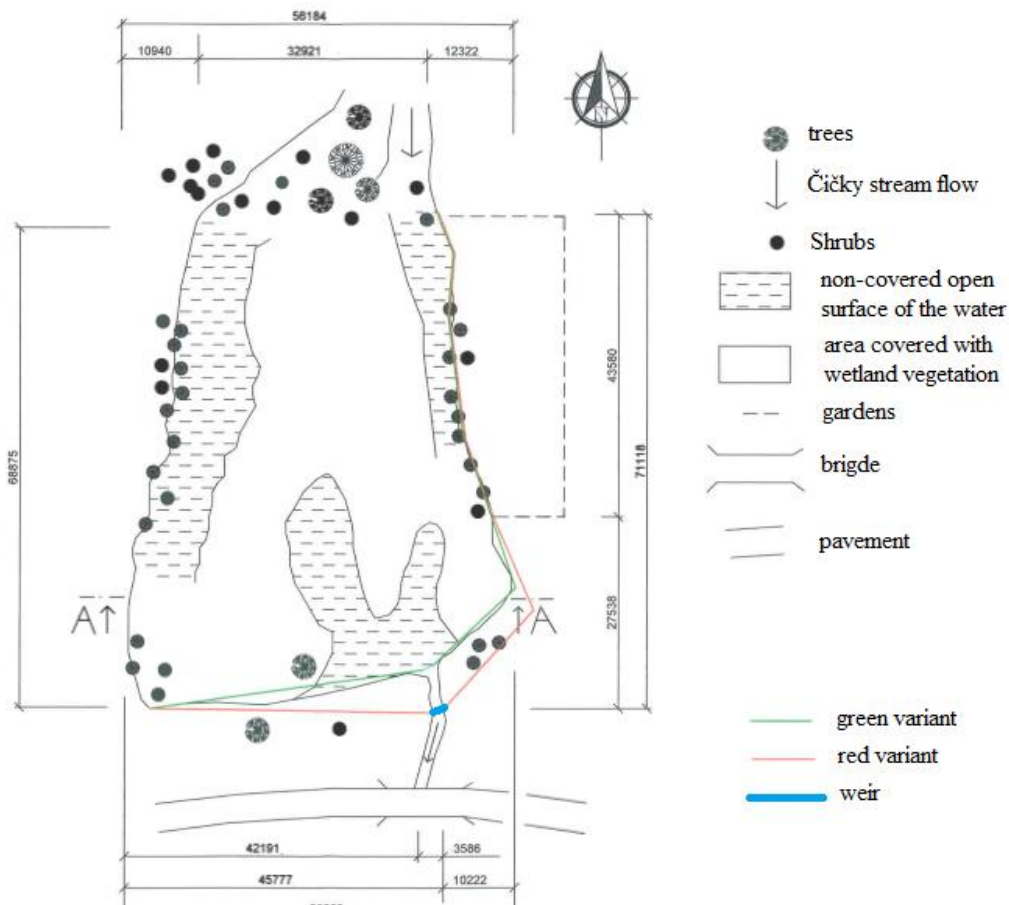 56184
10940
32921
12322
N
trees
Čičky stream flow
Shrubs
non-covered open
surface of the water
area covered with
wetland vegetation
gardens
brigde
pavement
68875
43580
71118
27538
A
A
green variant
red variant
weir
42191
3586
45777
10222